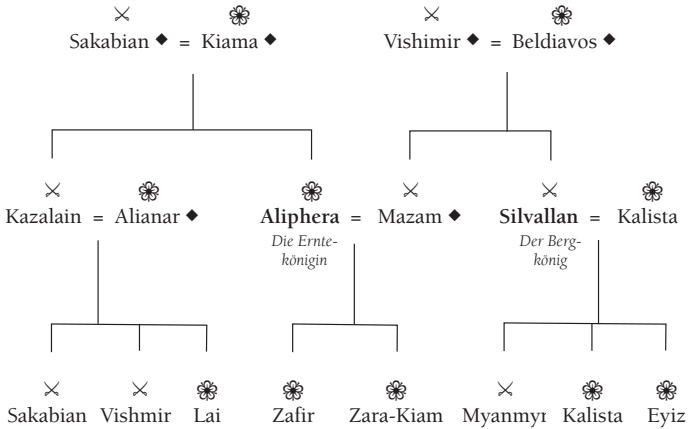 Sakabian ◆ = Kiama ◆ Vishimir ◆ = Beldiavos ◆
Kazalain = Alianar ◆ Aliphera = Mazam ◆ Silvallan = Kalista
Die Ernte- Der Berg-
königin könig
Sakabian Vishmir Lai Zafir Zara-Kiam Myanmyr Kalista Eyiz